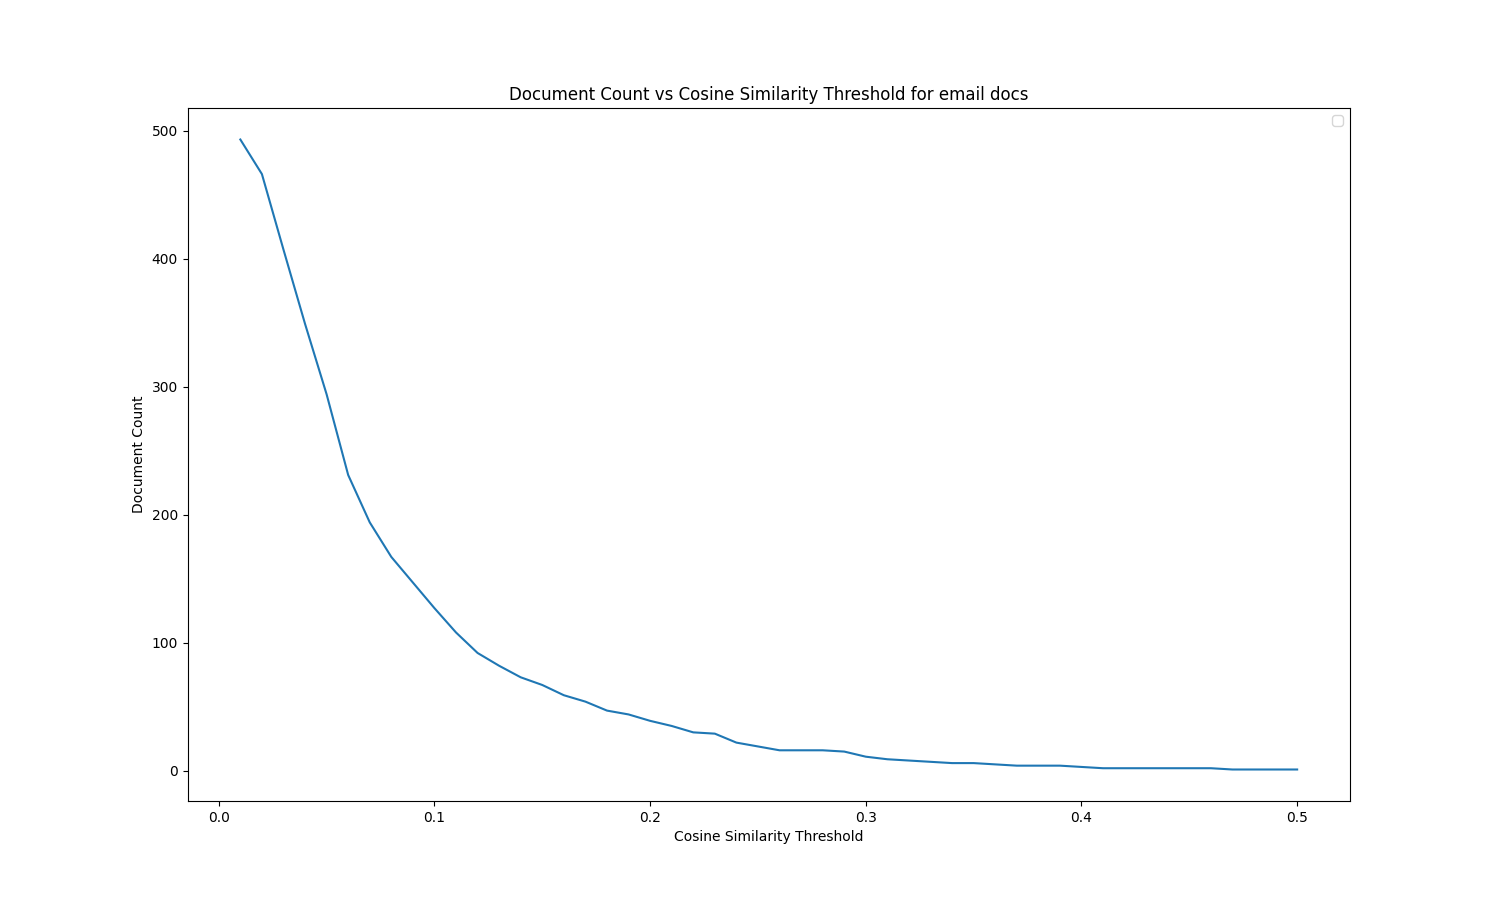 Document Count vs Cosine Similarity Threshold for email docs
500
400
300
200
100
0
Document Count
0.0 0.1 0.2 0.3 0.4 0.5
Cosine Similarity Threshold